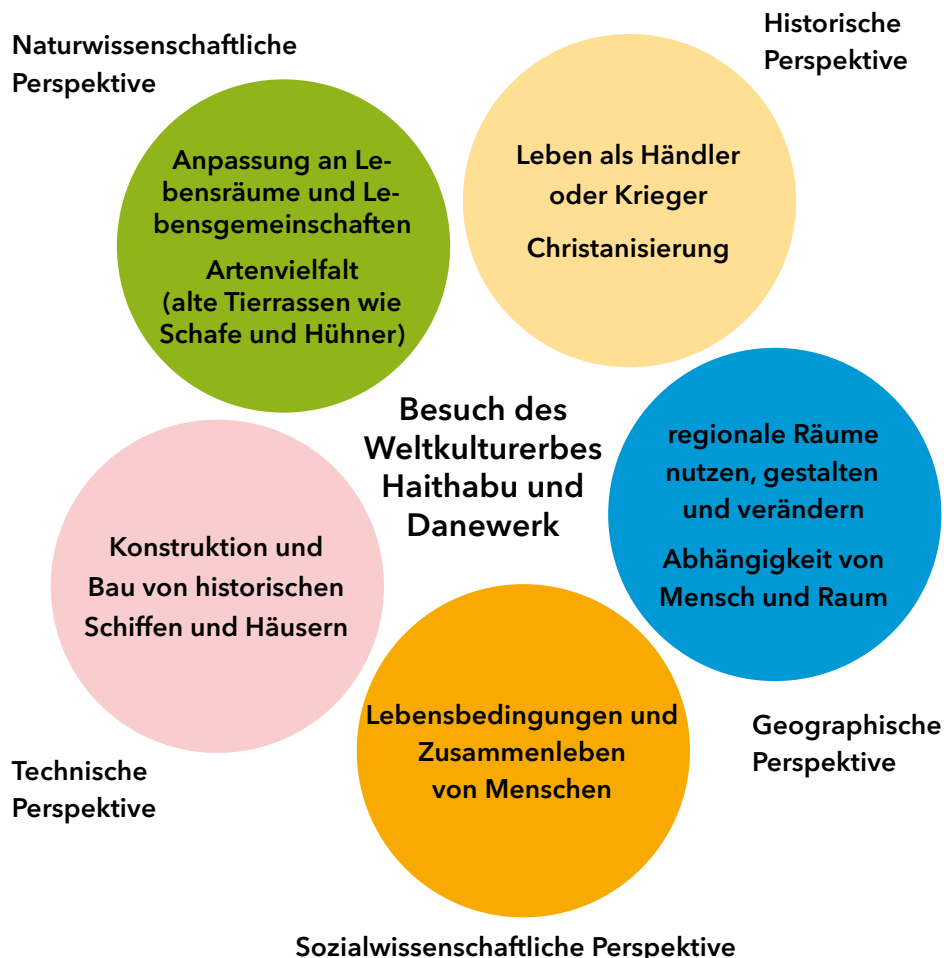 Naturwissenschaftliche
Perspektive
Historische
Perspektive
Anpassung an Le-
bensräume und Le-
bensgemeinschaften
Artenvielfalt
(alte Tierrassen wie
Schafe und Hühner)
Leben als Händler
oder Krieger
Christanisierung
Besuch des
Weltkulturerbes
Haithabu und
Danewerk
regionale Räume
nutzen, gestalten
und verändern
Abhängigkeit von
Mensch und Raum
Konstruktion und
Bau von historischen
Schiffen und Häusern
Lebensbedingungen und
Zusammenleben
von Menschen
Geographische
Perspektive
Technische
Perspektive
Sozialwissenschaftliche Perspektive